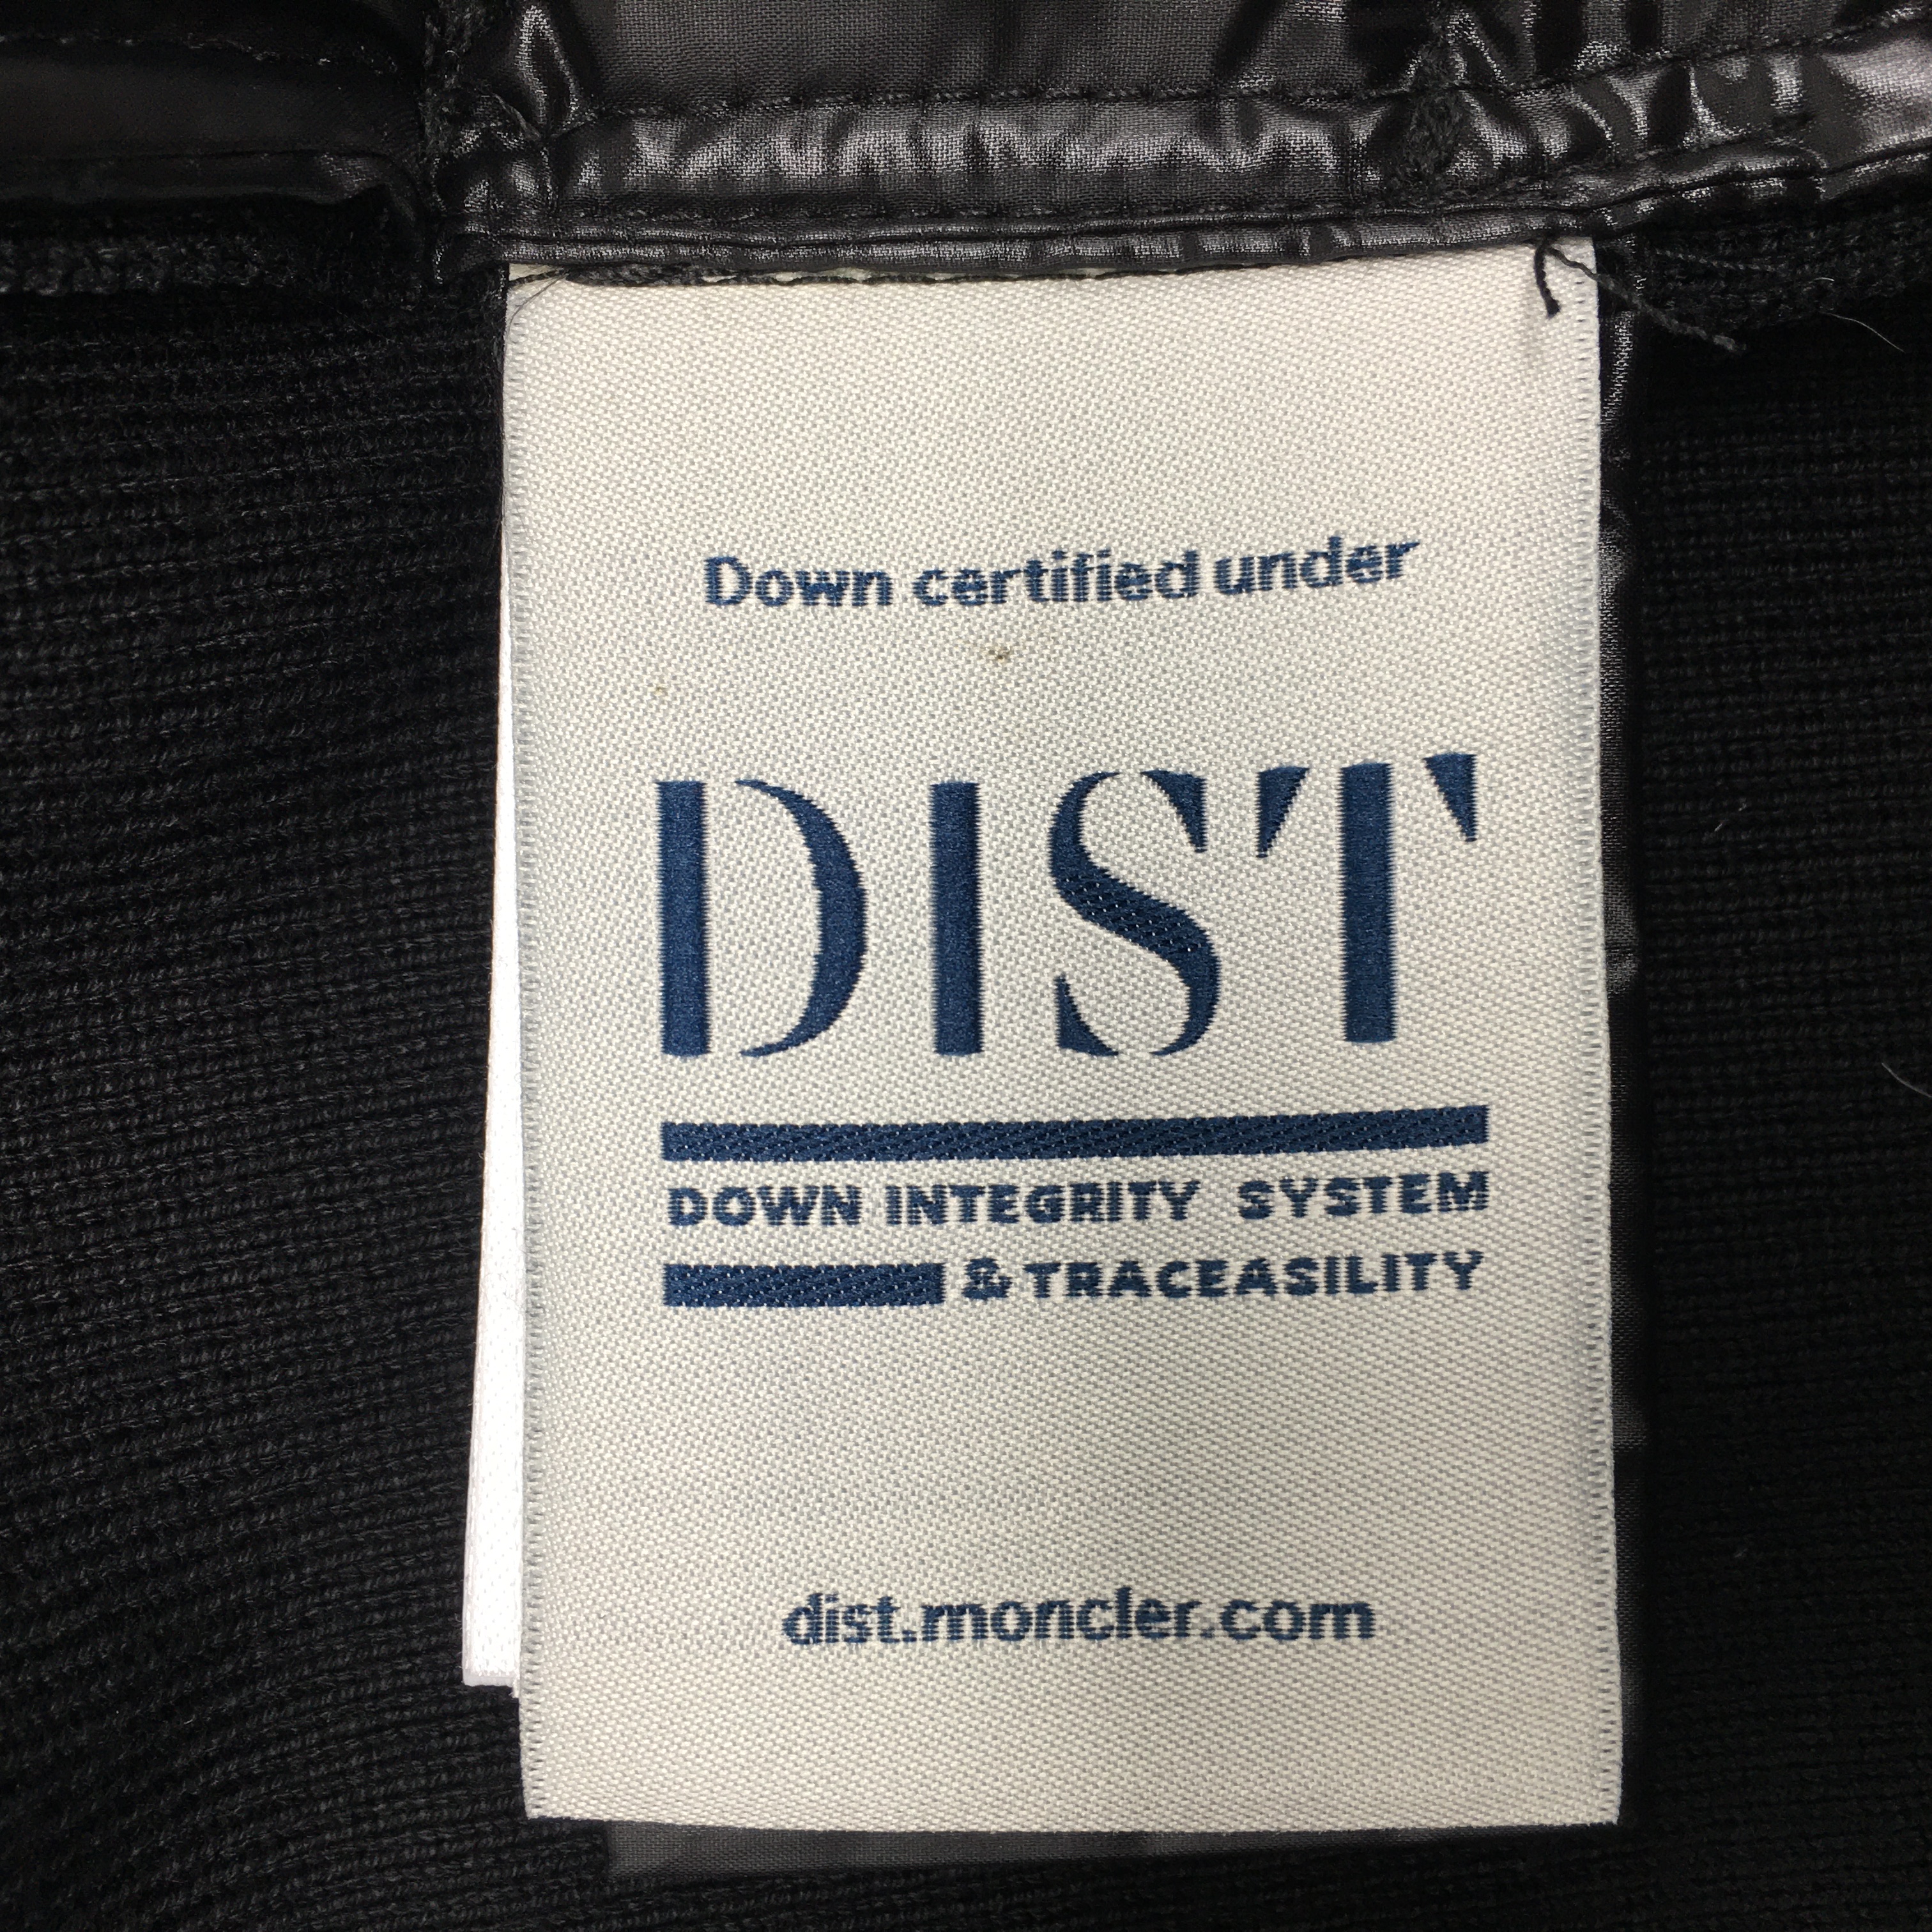 Down certified under
DIST
DOWN INTEGRITY SYSTEM
& TRACEASILITY
dist.moncler.com